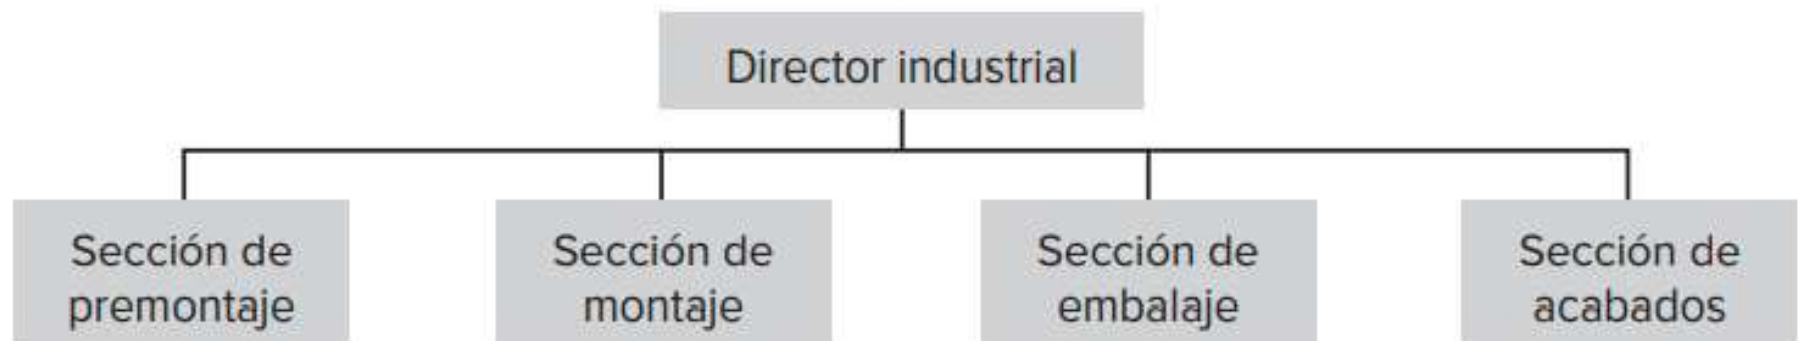 Director industrial
Sección de
premontaje
Sección de
montaje
Sección de
embalaje
Sección de
acabados